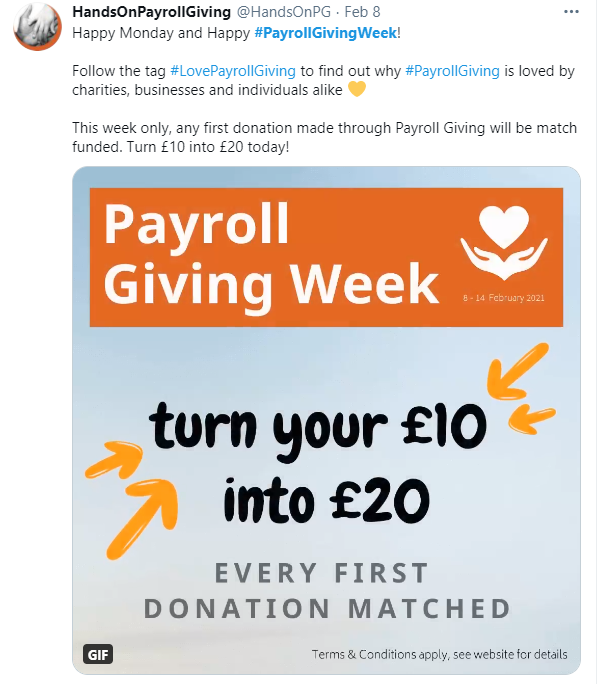 HandsOnPayrollGiving @HandsOnPG · Feb 8
Happy Monday and Happy #PayrollGivingWeek!
Follow the tag #LovePayrollGiving to find out why #PayrollGiving is loved by
charities, businesses and individuals alike 💛
This week only, any first donation made through Payroll Giving will be match
funded. Turn £10 into £20 today!
Payroll
Giving Week
8 - 14 February 2021
turn your £10
into £20
EVERY FIRST
DONATION MATCHED
GIF
Terms & Conditions apply, see website for details